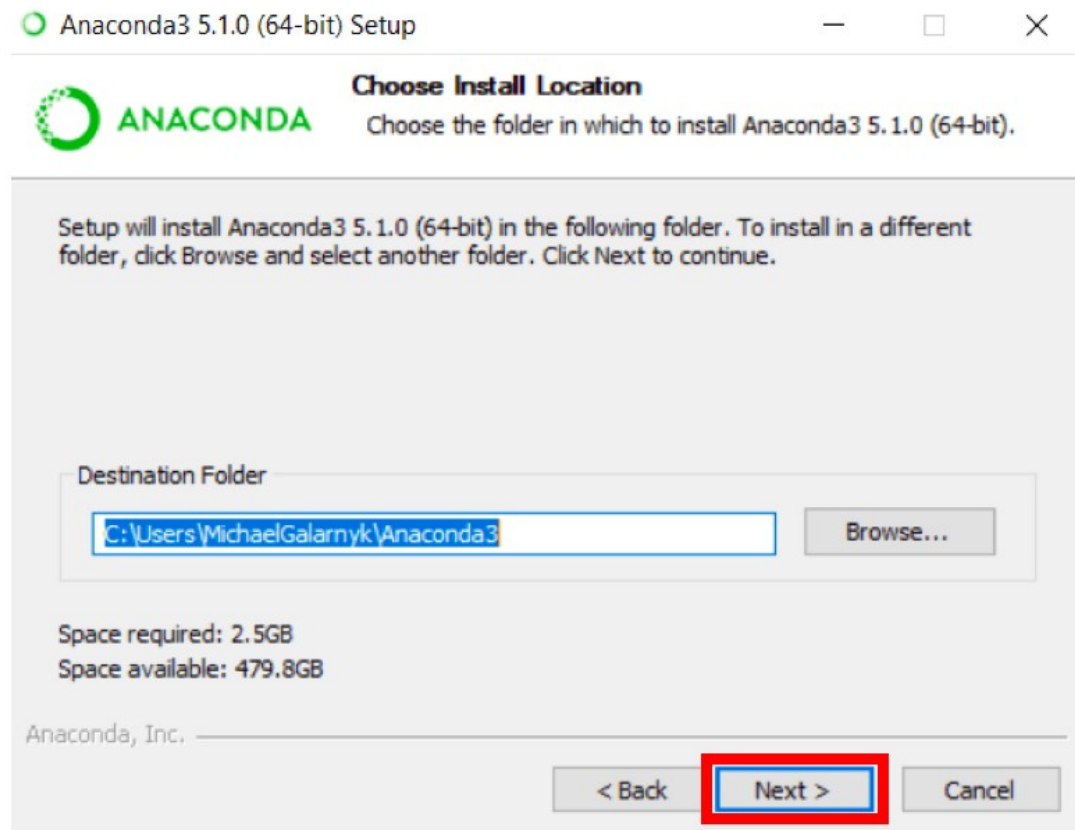 Anaconda3 5.1.0 (64-bit) Setup
ANACONDA
Choose Install Location
Choose the folder in which to install Anaconda3 5.1.0 (64-bit).
Setup will install Anaconda3 5.1.0 (64-bit) in the following folder. To install in a different
folder, click Browse and select another folder. Click Next to continue.
Destination Folder
C:\Users\MichaelGalarnyk\Anaconda3
Browse...
Space required: 2.5GB
Space available: 479.8GB
Anaconda, Inc.
< Back
Next >
Cancel